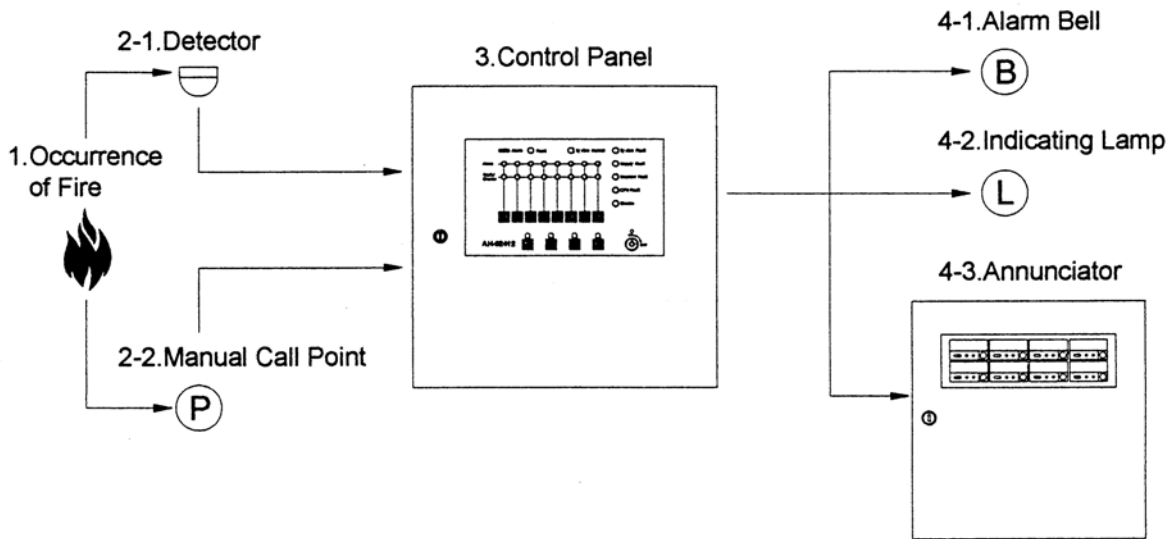 2-1.Detector
1.Occurrence
of Fire
2-2.Manual Call Point
P
3.Control Panel
Fault
4-1.Alarm Bell
B
4-2.Indicating Lamp
L
4-3.Annunciator